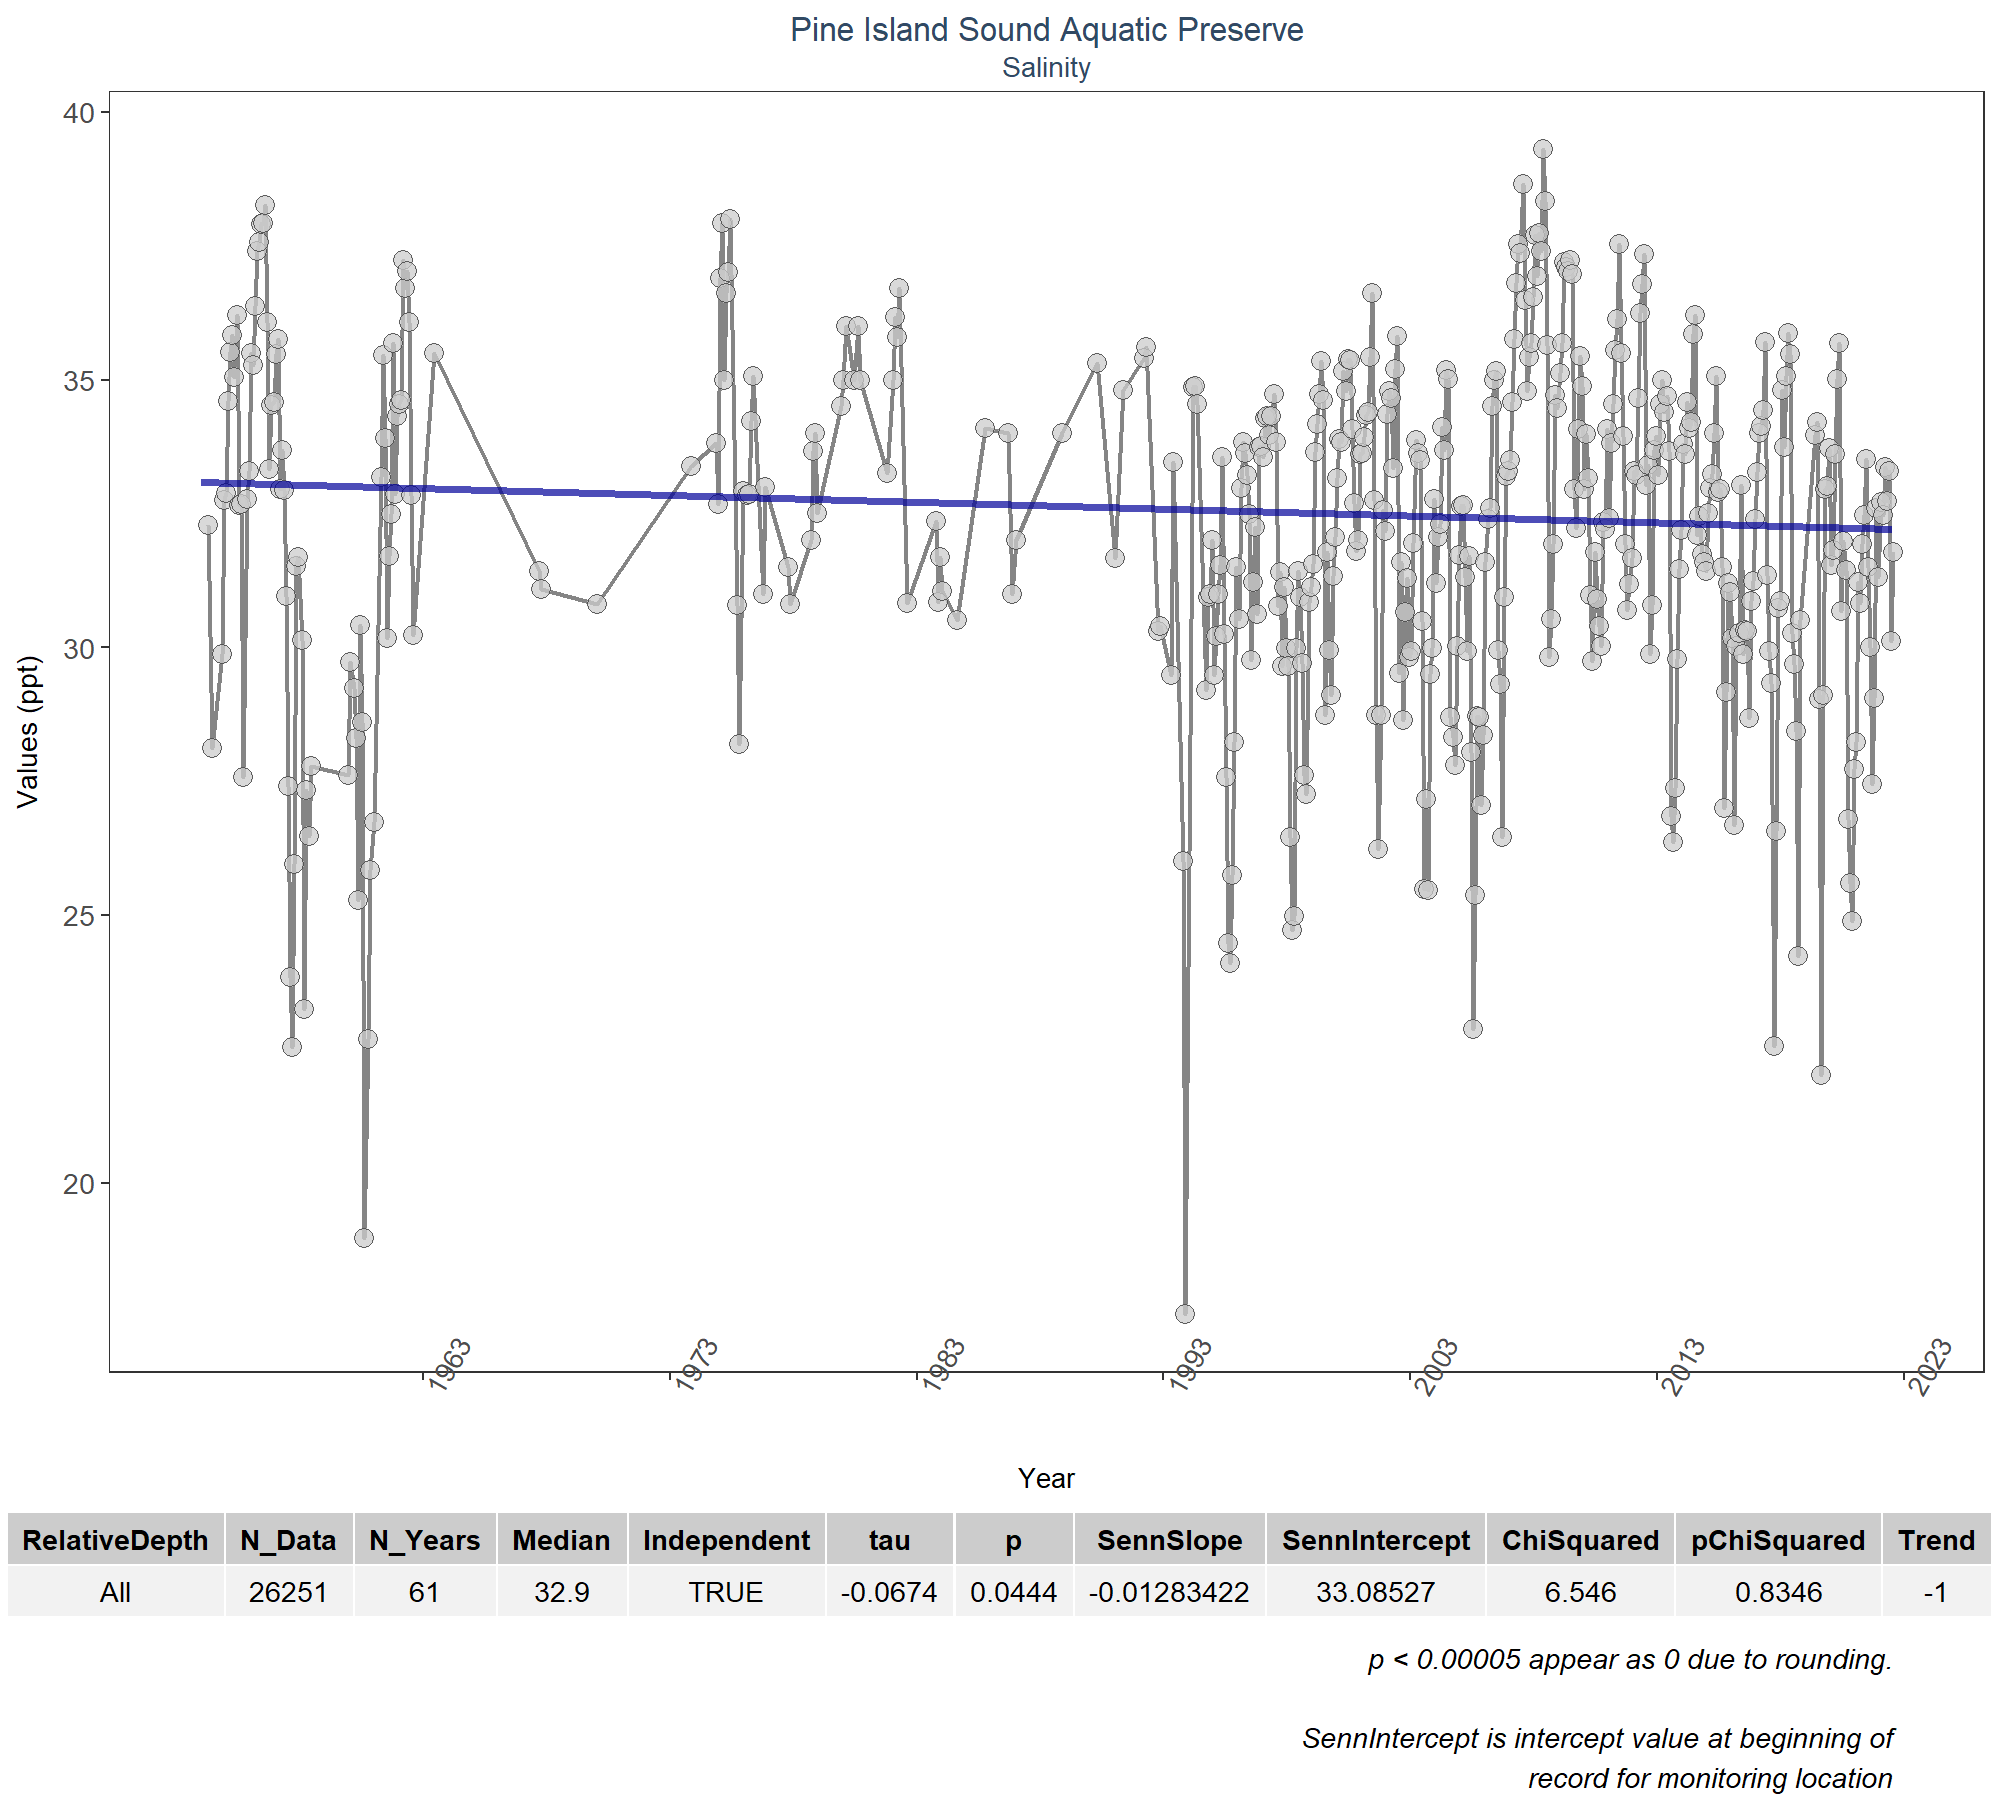 Pine Island Sound Aquatic Preserve
Salinity
40
35
30
25
20
Values (ppt)
1963 1973 1983 1993 2003 2013 2023
Year
RelativeDepth N_Data N_Years Median Independent tau p SennSlope SennIntercept ChiSquared pChiSquared Trend
All 26251 61 32.9 TRUE -0.0674 0.0444 -0.01283422 33.08527 6.546 0.8346 -1
p < 0.00005 appear as 0 due to rounding.
SennIntercept is intercept value at beginning of
record for monitoring location